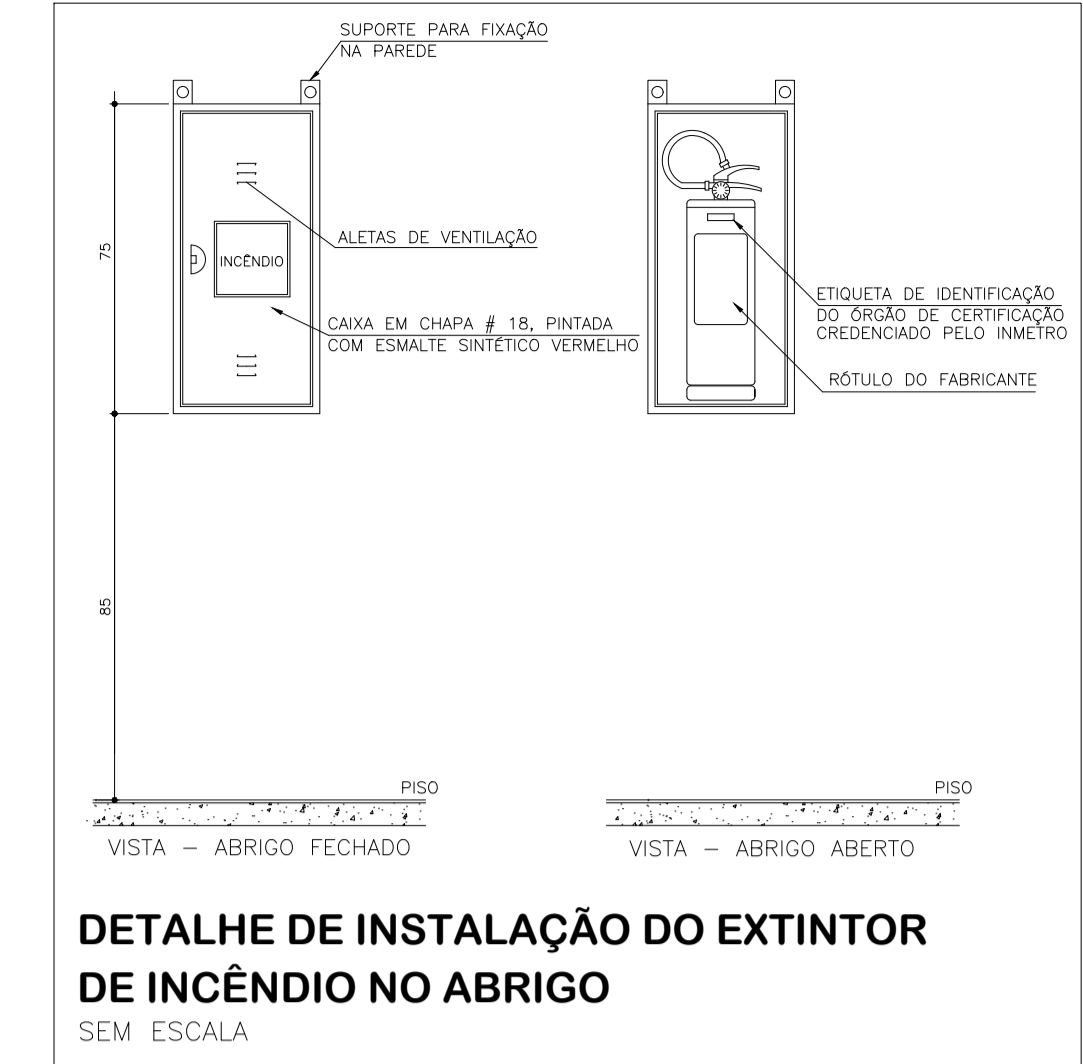 SUPORTE PARA FIXAÇÃO
NA PAREDE
75
ALETAS DE VENTILAÇÃO
INCÊNDIO
CAIXA EM CHAPA # 18, PINTADA
COM ESMALTE SINTÉTICO VERMELHO
ETIQUETA DE IDENTIFICAÇÃO
DO ÓRGÃO DE CERTIFICAÇÃO
CREDENCIADO PELO INMETRO
RÓTULO DO FABRICANTE
85
PISO
PISO
VISTA – ABRIGO FECHADO
VISTA – ABRIGO ABERTO
DETALHE DE INSTALAÇÃO DO EXTINTOR
DE INCÊNDIO NO ABRIGO
SEM ESCALA